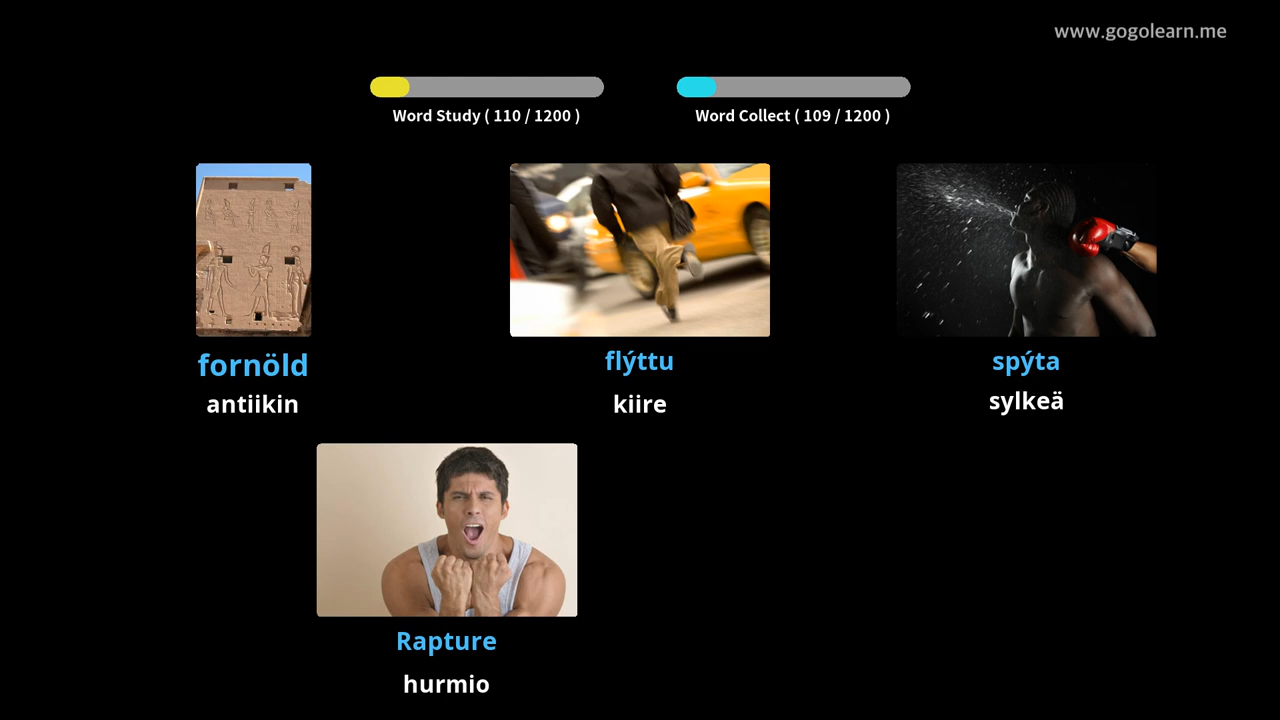 www.gogolearn.me
Word Study ( 110 / 1200 )
Word Collect ( 109 / 1200 )
fornöld
antiikin
flýttu
kiire
spýta
sylkeä
Rapture
hurmio